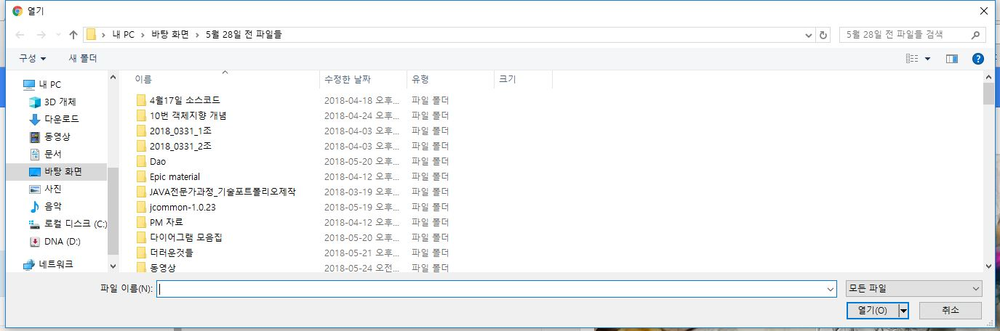 열기
내 PC > 바탕 화면 > 5월 28일 전 파일들
5월 28일 전 파일들 검색
구성 새 폴더
내 PC
3D 개체
다운로드
동영상
문서
바탕 화면
사진
음악
로컬 디스크 (C:)
DNA (D:)
네트워크
이름 수정한 날짜 유형 크기
4월17일 소스코드 2018-04-18 오후... 파일 폴더
10번 객체지향 개념 2018-04-24 오후... 파일 폴더
2018_0331_1조 2018-04-03 오후... 파일 폴더
2018_0331_2조 2018-04-03 오후... 파일 폴더
Dao 2018-05-20 오후... 파일 폴더
Epic material 2018-04-12 오후... 파일 폴더
JAVA전문가과정_기술포트폴리오제작 2018-03-19 오후... 파일 폴더
jcommon-1.0.23 2018-05-19 오후... 파일 폴더
PM 자료 2018-04-12 오후... 파일 폴더
다이어그램 모음집 2018-05-20 오후... 파일 폴더
더러운것들 2018-05-21 오후... 파일 폴더
동영상 2018-05-24 오전... 파일 폴더
파일 이름(N):
모든 파일
열기(O) 취소